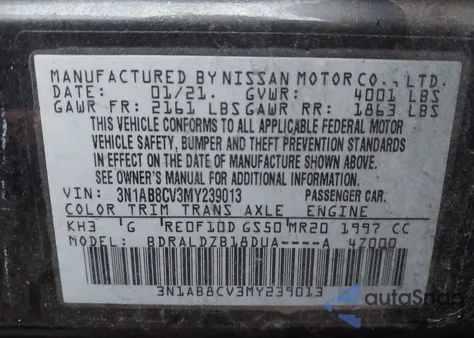 MANUFACTURED BY NISSAN MOTOR CO., LTD.
DATE: 01/21. GVWR: 4001 LBS
GAWR FR: 2161 LBS GAWR RR: 1863 LBS
THIS VEHICLE CONFORMS TO ALL APPLICABLE FEDERAL MOTOR
VEHICLE SAFETY, BUMPER AND THEFT PREVENTION STANDARDS
IN EFFECT ON THE DATE OF MANUFACTURE SHOWN ABOVE.
SEE OWNER'S MANUAL FOR ADDITIONAL INFORMATION.
VIN: 3N1AB8CV3MY239013 PASSENGER CAR.
COLOR TRIM TRANS AXLE ENGINE
KH3 G RE0F10D GS50 MR20 1997 CC
MODEL: BDRALDZB18DUA----A 4Z000
3N1AB8CV3MY239013
autoSnap